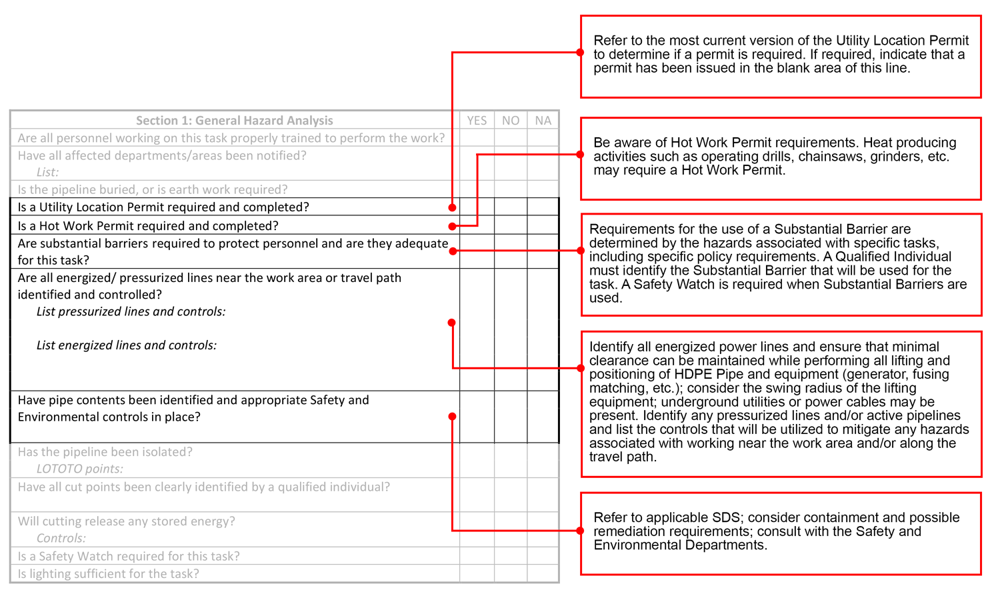 Refer to the most current version of the Utility Location Permit
to determine if a permit is required. If required, indicate that a
permit has been issued in the blank area of this line.
Section 1: General Hazard Analysis YES NO NA
Are all personnel working on this task properly trained to perform the work?
Have all affected departments/areas been notified?
List:
Is the pipeline buried, or is earth work required?
Is a Utility Location Permit required and completed?
Is a Hot Work Permit required and completed?
Are substantial barriers required to protect personnel and are they adequate
for this task?
Are all energized/ pressurized lines near the work area or travel path
identified and controlled?
List pressurized lines and controls:
List energized lines and controls:
Have pipe contents been identified and appropriate Safety and
Environmental controls in place?
Has the pipeline been isolated?
LOTOTO points:
Have all cut points been clearly identified by a qualified individual?
Will cutting release any stored energy?
Controls:
Is a Safety Watch required for this task?
Is lighting sufficient for the task?
Be aware of Hot Work Permit requirements. Heat producing
activities such as operating drills, chainsaws, grinders, etc.
may require a Hot Work Permit.
Requirements for the use of a Substantial Barrier are
determined by the hazards associated with specific tasks,
including specific policy requirements. A Qualified Individual
must identify the Substantial Barrier that will be used for the
task. A Safety Watch is required when Substantial Barriers are
used.
Identify all energized power lines and ensure that minimal
clearance can be maintained while performing all lifting and
positioning of HDPE Pipe and equipment (generator, fusing
matching, etc.); consider the swing radius of the lifting
equipment; underground utilities or power cables may be
present. Identify any pressurized lines and/or active pipelines
and list the controls that will be utilized to mitigate any hazards
associated with working near the work area and/or along the
travel path.
Refer to applicable SDS; consider containment and possible
remediation requirements; consult with the Safety and
Environmental Departments.